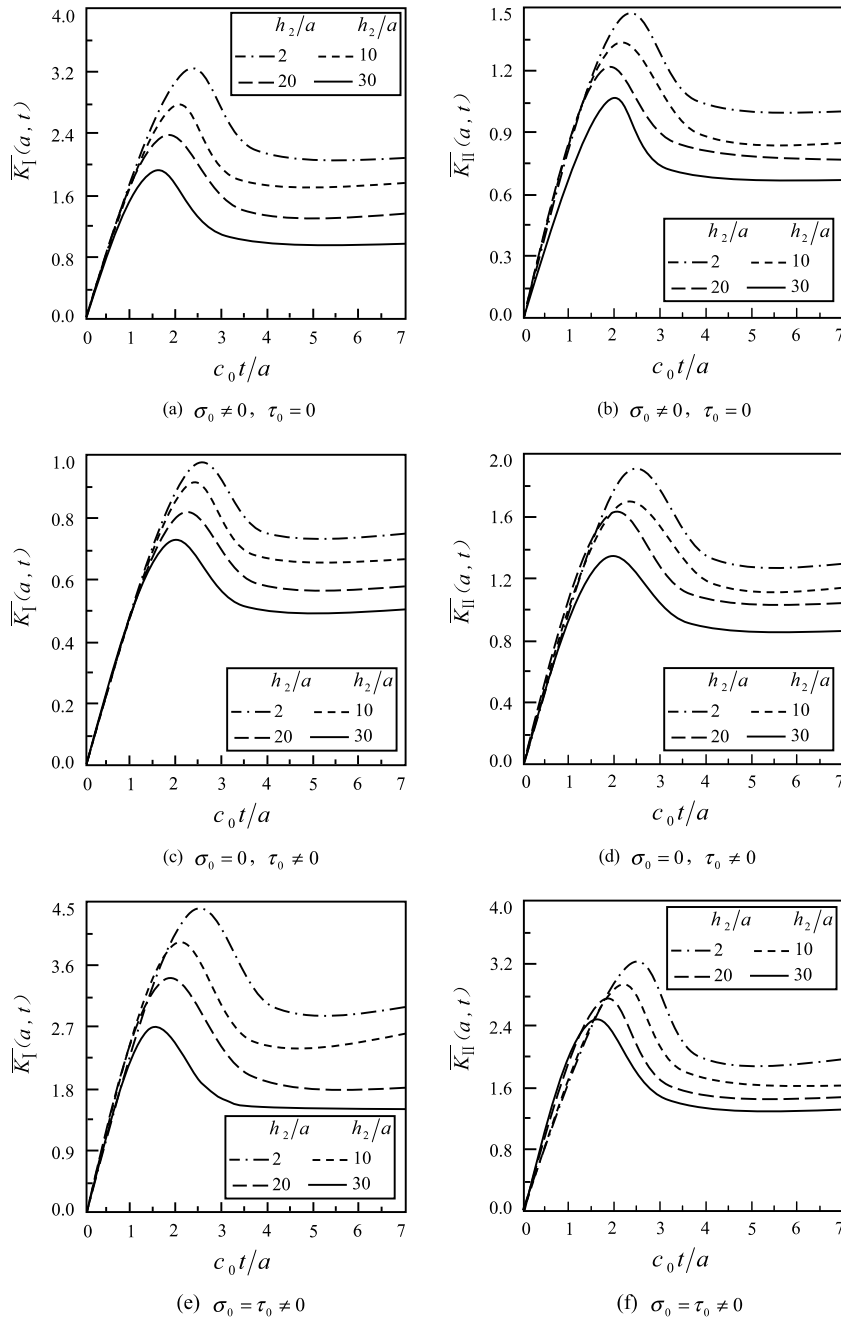 4.0
3.2
2.4
1.6
0.8
0.0
K̅_I(a, t)
h₂/a h₂/a
2 10
20 30
0 1 2 3 4 5 6 7
c₀t/a
(a) σ₀ ≠ 0, τ₀ = 0
1.5
1.2
0.9
0.6
0.3
0.0
K̅_II(a, t)
h₂/a h₂/a
2 10
20 30
0 1 2 3 4 5 6 7
c₀t/a
(b) σ₀ ≠ 0, τ₀ = 0
1.0
0.8
0.6
0.4
0.2
0.0
K̅_I(a, t)
h₂/a h₂/a
2 10
20 30
0 1 2 3 4 5 6 7
c₀t/a
(c) σ₀ = 0, τ₀ ≠ 0
2.0
1.6
1.2
0.8
0.4
0.0
K̅_II(a, t)
h₂/a h₂/a
2 10
20 30
0 1 2 3 4 5 6 7
c₀t/a
(d) σ₀ = 0, τ₀ ≠ 0
4.5
3.6
2.7
1.8
0.9
0.0
K̅_I(a, t)
h₂/a h₂/a
2 10
20 30
0 1 2 3 4 5 6 7
c₀t/a
(e) σ₀ = τ₀ ≠ 0
4.0
3.2
2.4
1.6
0.8
0.0
K̅_II(a, t)
h₂/a h₂/a
2 10
20 30
0 1 2 3 4 5 6 7
c₀t/a
(f) σ₀ = τ₀ ≠ 0